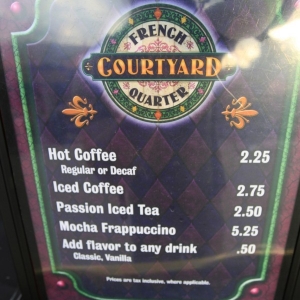 FRENCH
COURTYARD
QUARTER
Hot Coffee 2.25
Regular or Decaf
Iced Coffee 2.75
Passion Iced Tea 2.50
Mocha Frappuccino 5.25
Add flavor to any drink .50
Classic, Vanilla
Prices are tax inclusive, where applicable.